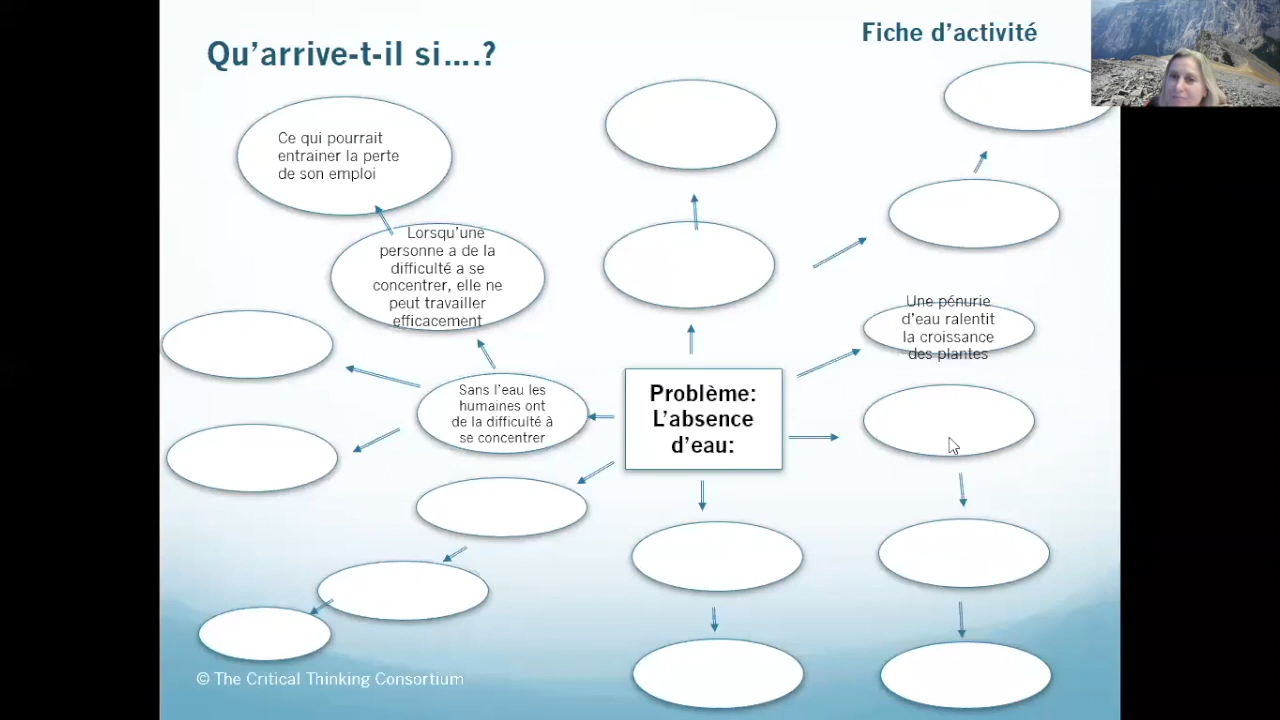 Fiche d'activité
Qu'arrive-t-il si....?
Ce qui pourrait
entrainer la perte
de son emploi
Lorsqu'une
personne a de la
difficulté a se
concentrer, elle ne
peut travailler
efficacement
Une pénurie
d'eau ralentit
la croissance
des plantes
Sans l'eau les
humaines ont
de la difficulté à
se concentrer
Problème:
L'absence
d'eau:
© The Critical Thinking Consortium